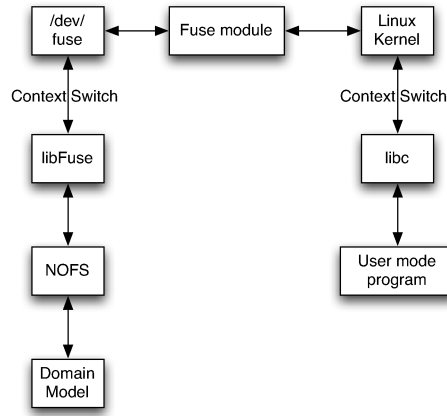 /dev/
fuse
Fuse module
Linux
Kernel
Context Switch
Context Switch
libFuse
libc
NOFS
User mode
program
Domain
Model